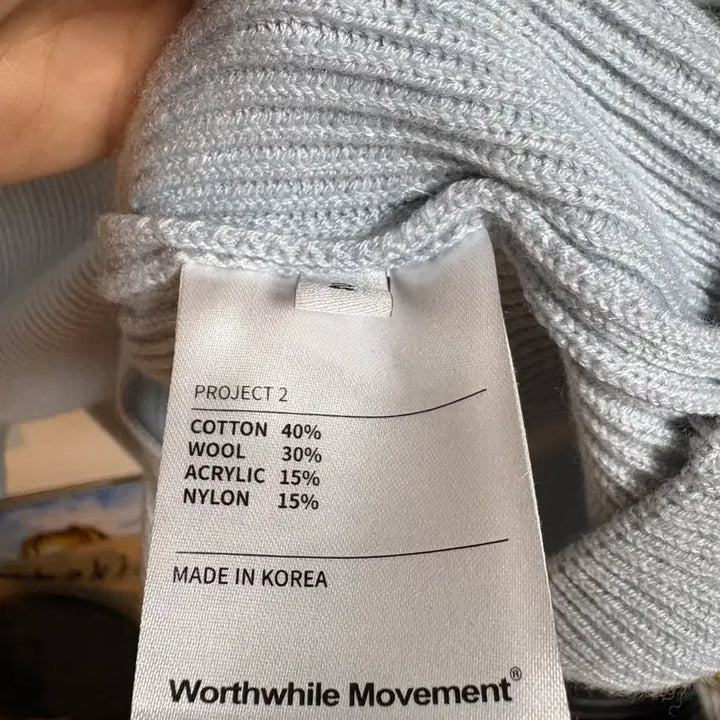 PROJECT 2
COTTON 40%
WOOL 30%
ACRYLIC 15%
NYLON 15%
MADE IN KOREA
Worthwhile Movement®